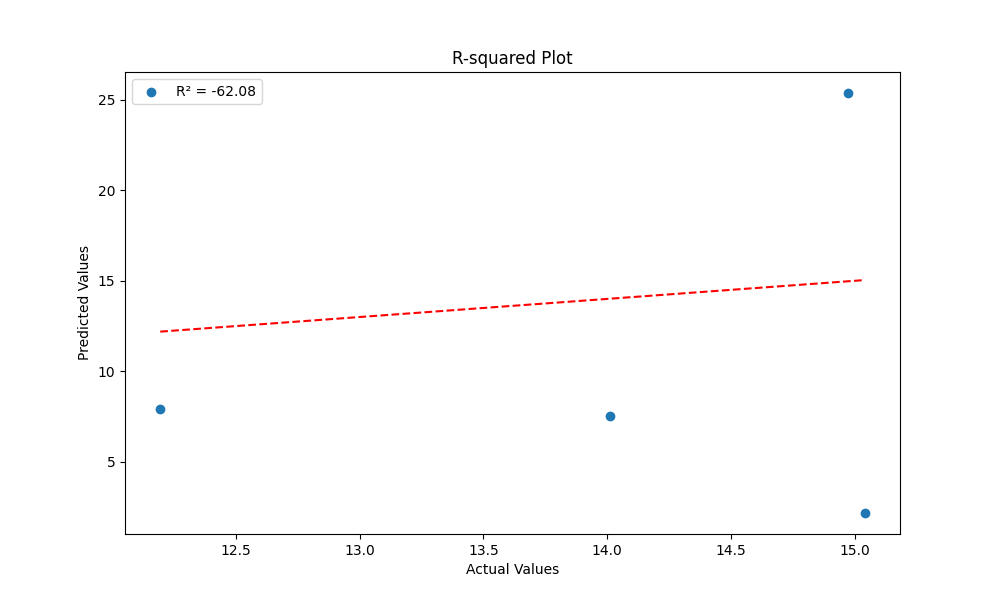 R-squared Plot
R² = -62.08
25
20
15
10
5
Predicted Values
12.5 13.0 13.5 14.0 14.5 15.0
Actual Values